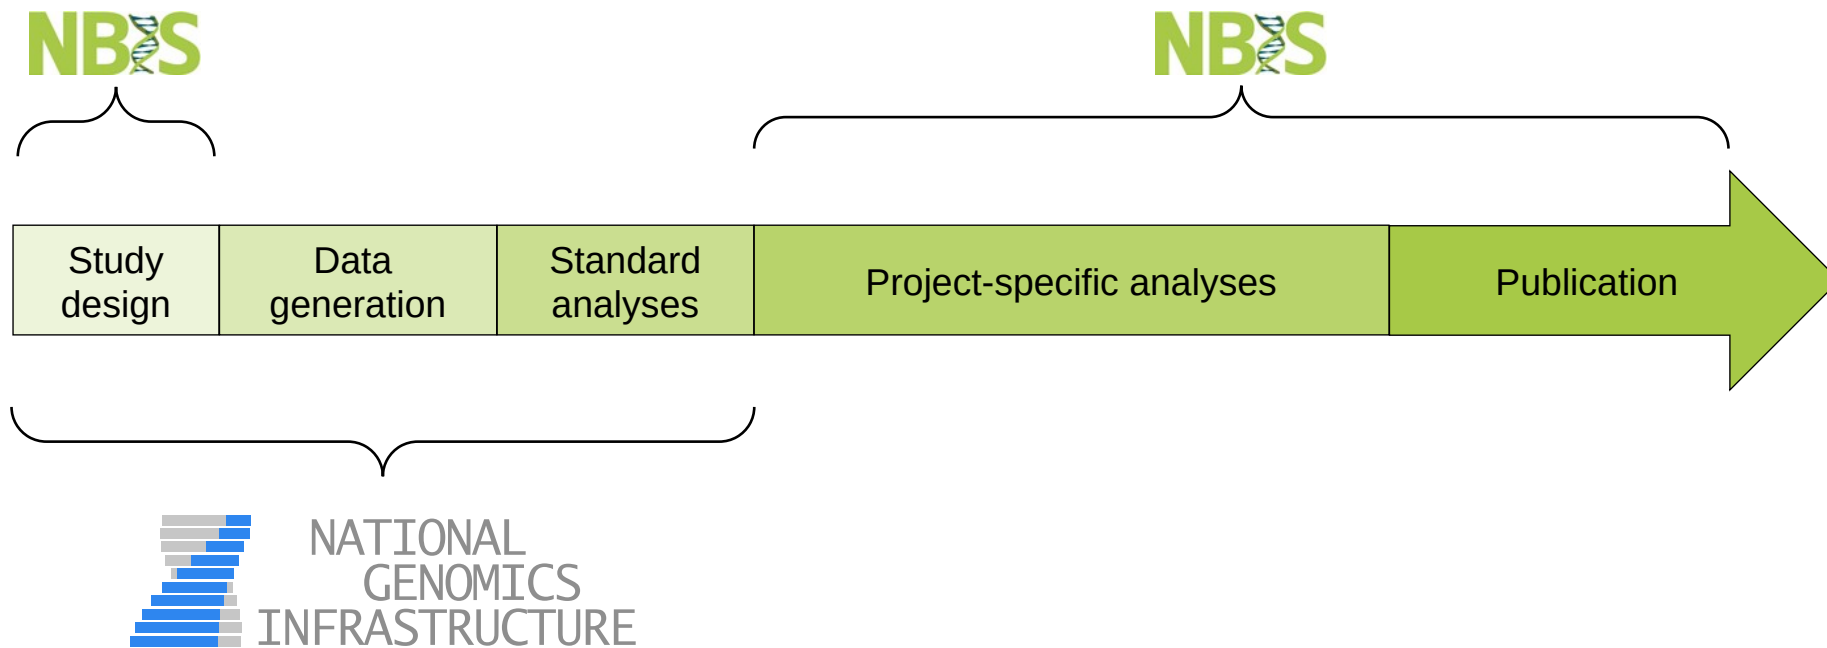 NBIS
NBIS
Study
design
Data
generation
Standard
analyses
Project-specific analyses
Publication
NATIONAL
GENOMICS
INFRASTRUCTURE